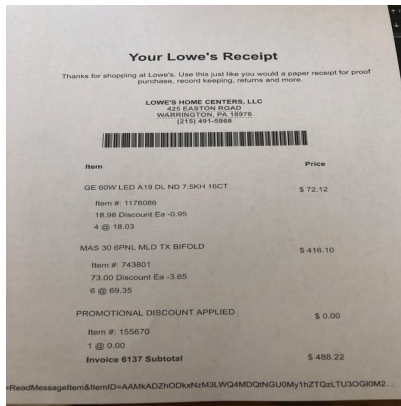 Your Lowe's Receipt
Thanks for shopping at Lowe's. Use this just like you would a paper receipt for proof
purchase, record keeping, returns and more.
LOWE'S HOME CENTERS, LLC
425 EASTON ROAD
WARRINGTON, PA 18976
(215) 491-5968
Item Price
GE 60W LED A19 DL ND 7.5KH 16CT $ 72.12
Item #: 1176086
18.98 Discount Ea -0.95
4 @ 18.03
MAS 30 6PNL MLD TX BIFOLD $ 416.10
Item #: 743801
73.00 Discount Ea -3.65
6 @ 69.35
PROMOTIONAL DISCOUNT APPLIED $ 0.00
Item #: 155670
1 @ 0.00
Invoice 6137 Subtotal $ 488.22